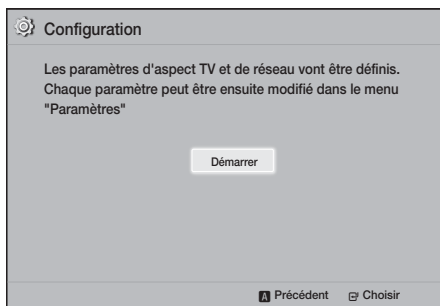 Configuration
Les paramètres d'aspect TV et de réseau vont être définis.
Chaque paramètre peut être ensuite modifié dans le menu
"Paramètres"
Démarrer
A Précédent Choisir